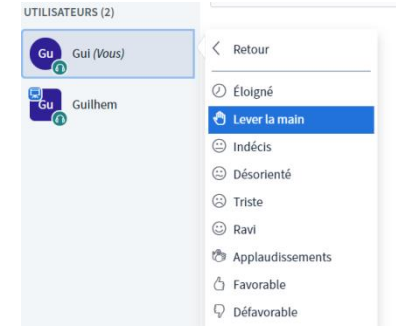 UTILISATEURS (2)
Gu Gui (Vous)
Gu Guilhem
Retour
Éloigné
Lever la main
Indécis
Désorienté
Triste
Ravi
Applaudissements
Favorable
Défavorable